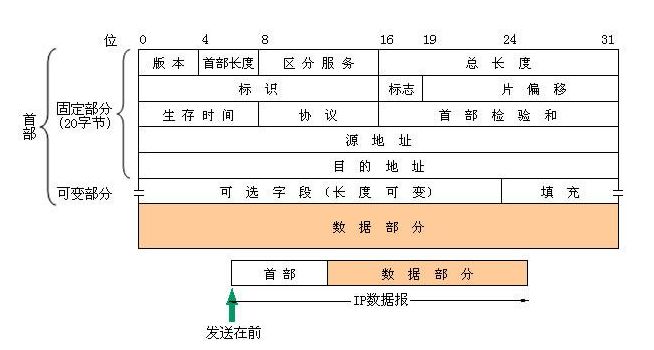 位 0 4 8 16 19 24 31
版本 首部长度 区分服务 总长度
标识 标志 片偏移
首部 固定部分
(20字节)
生存时间 协议 首部检验和
源地址
目的地址
可变部分 可选字段(长度可变) 填充
数据部分
首部 数据部分
IP数据报
发送在前